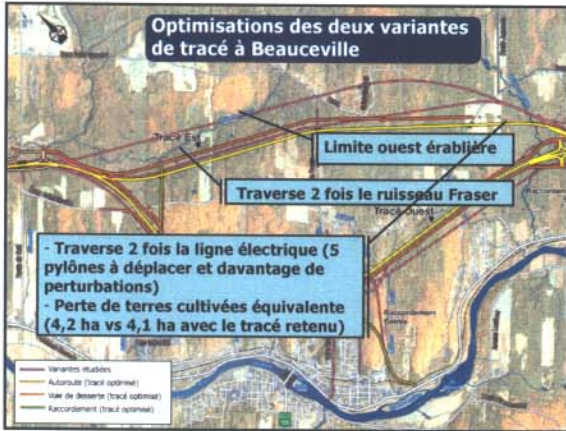 Optimisations des deux variantes
de tracé à Beauceville
Tracé Est
Limite ouest érablière
Traverse 2 fois le ruisseau Fraser
Tracé Ouest
- Traverse 2 fois la ligne électrique (5
pylônes à déplacer et davantage de
perturbations)
- Perte de terres cultivées équivalente
(4,2 ha vs 4,1 ha avec le tracé retenu)
Raccordement
Variantes étudiées
Autoroute (tracé optimisé)
Voie de desserte (tracé optimisé)
Raccordement (tracé optimisé)